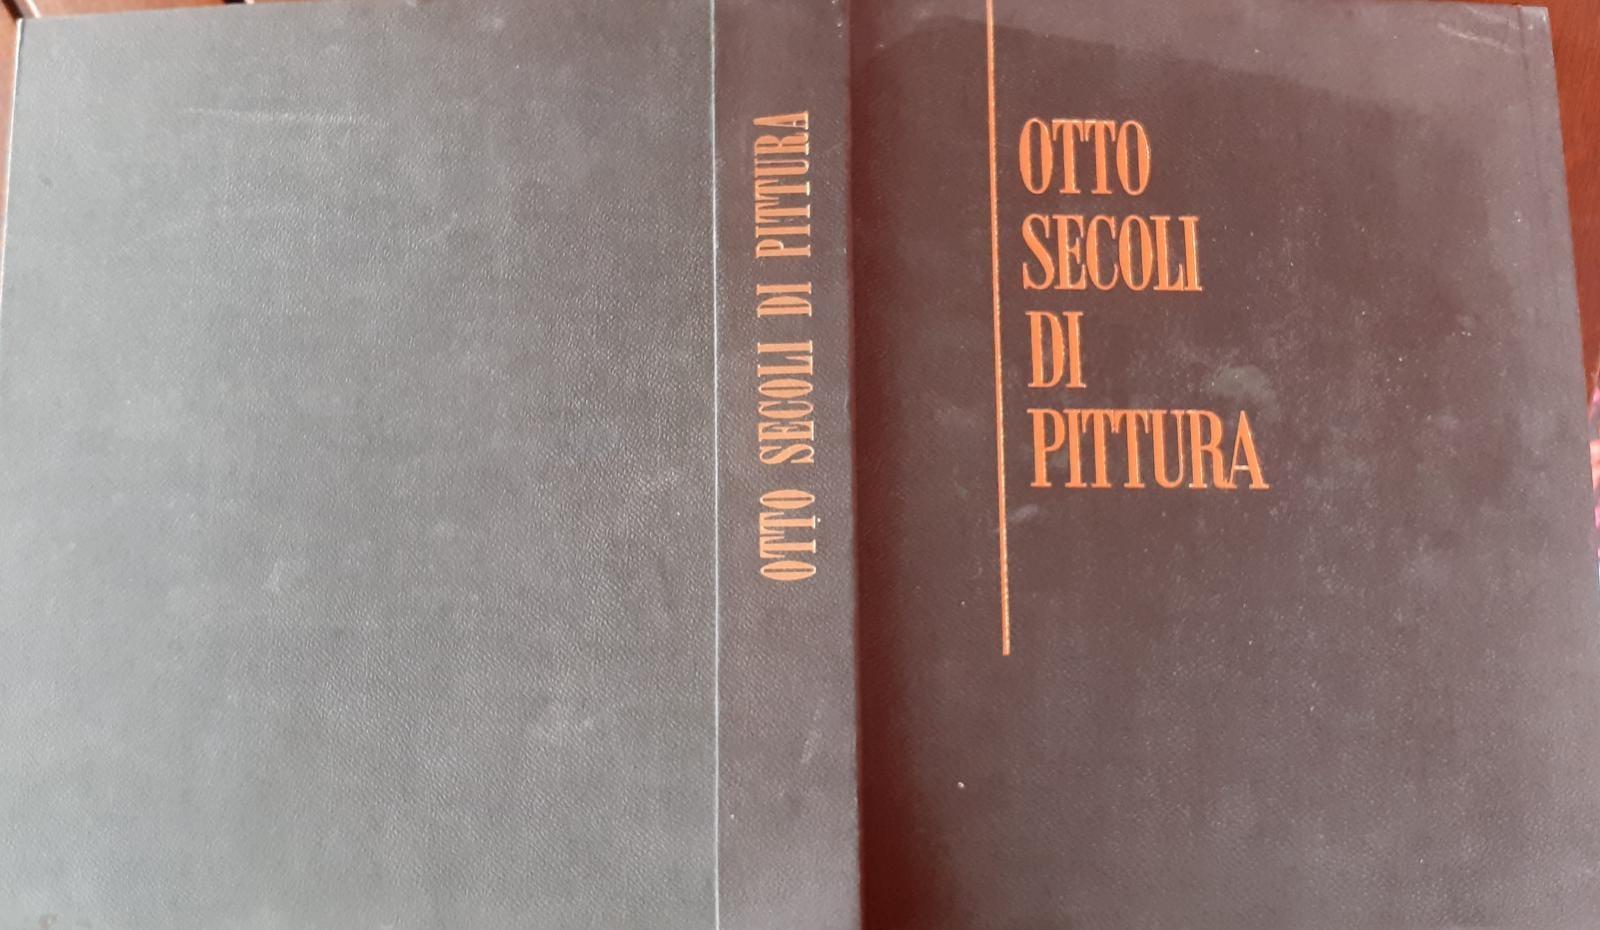 OTTO SECOLI DI PITTURA
OTTO
SECOLI
DI
PITTURA